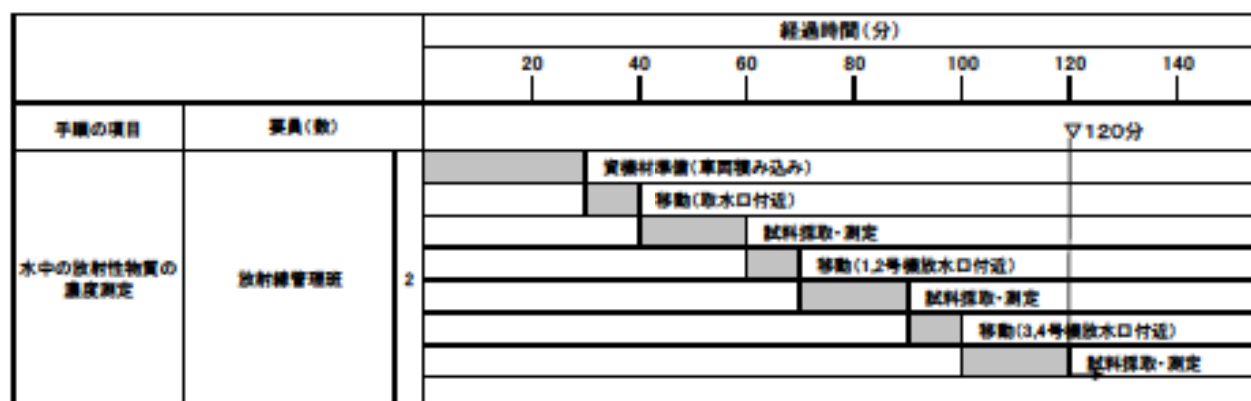 経過時間(分)
20 40 60 80 100 120 140
手順の項目 要員(数)
▽120分
資機材準備(車両積み込み)
移動(取水口付近)
試料採取・測定
水中の放射性物質の
濃度測定
放射線管理班 2
移動(1,2号機放水口付近)
試料採取・測定
移動(3,4号機放水口付近)
試料採取・測定